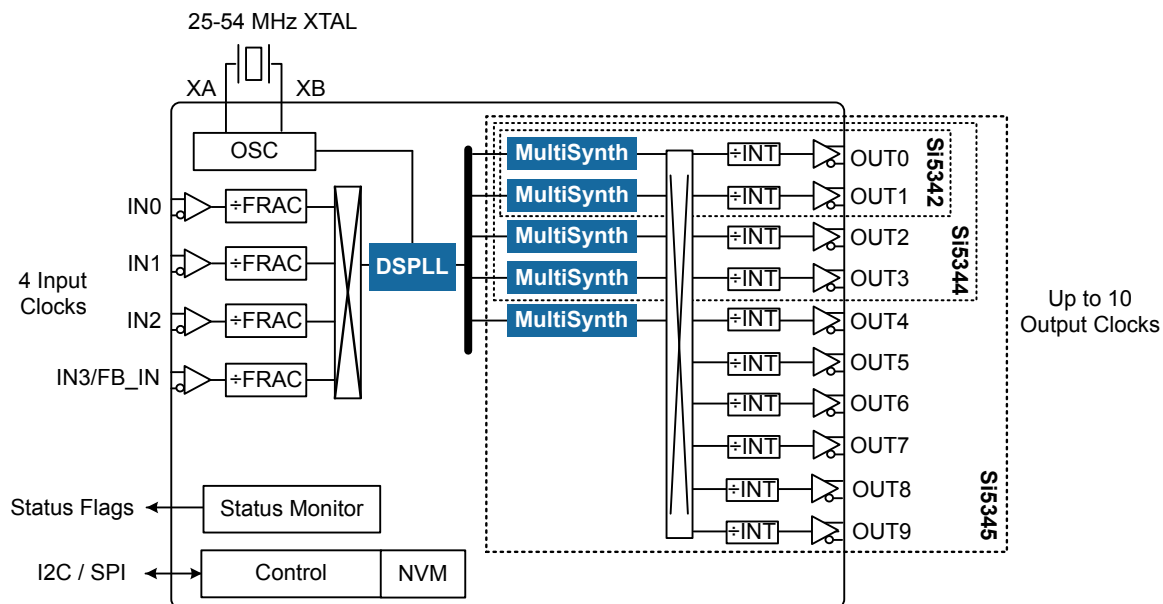 25-54 MHz XTAL
XA
XB
OSC
IN0
÷FRAC
IN1
÷FRAC
4 Input
Clocks
IN2
÷FRAC
IN3/FB_IN
÷FRAC
DSPLL
MultiSynth
MultiSynth
MultiSynth
MultiSynth
MultiSynth
÷INT
OUT0
÷INT
OUT1
÷INT
OUT2
÷INT
OUT3
÷INT
OUT4
÷INT
OUT5
÷INT
OUT6
÷INT
OUT7
÷INT
OUT8
÷INT
OUT9
Si5342
Si5344
Si5345
Up to 10
Output Clocks
Status Flags
Status Monitor
I2C / SPI
Control
NVM